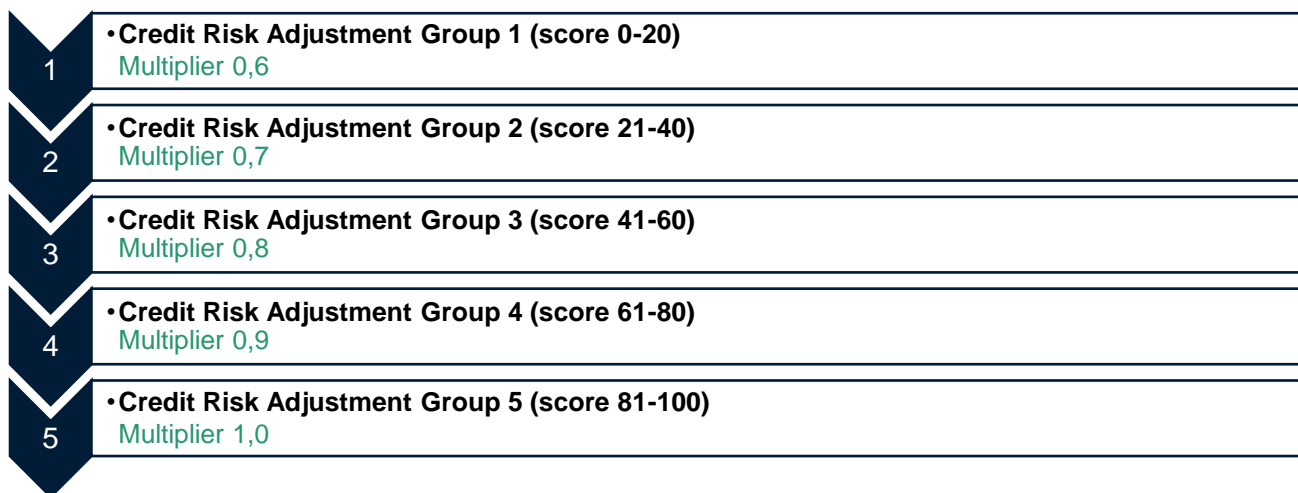 1
•Credit Risk Adjustment Group 1 (score 0-20)
Multiplier 0,6
2
•Credit Risk Adjustment Group 2 (score 21-40)
Multiplier 0,7
3
•Credit Risk Adjustment Group 3 (score 41-60)
Multiplier 0,8
4
•Credit Risk Adjustment Group 4 (score 61-80)
Multiplier 0,9
5
•Credit Risk Adjustment Group 5 (score 81-100)
Multiplier 1,0